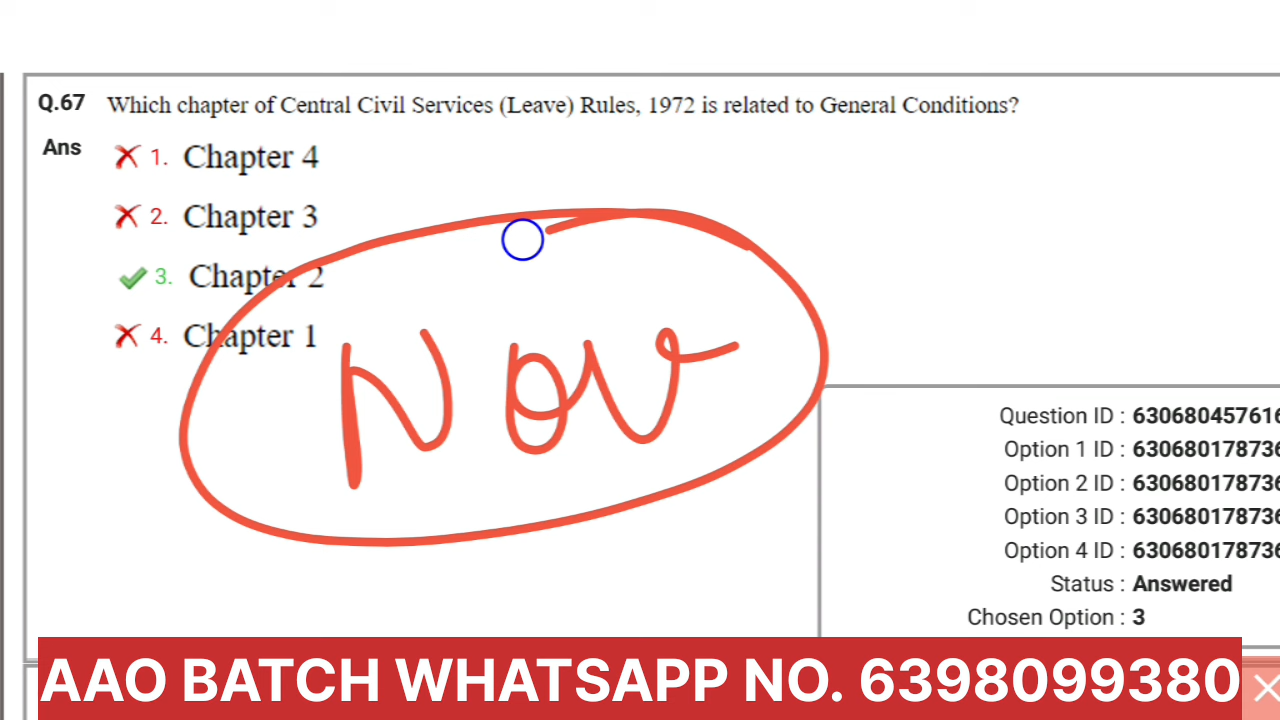 Q.67 Which chapter of Central Civil Services (Leave) Rules, 1972 is related to General Conditions?
Ans 1. Chapter 4
2. Chapter 3
3. Chapter 2
4. Chapter 1
Nov
Question ID : 630680457616
Option 1 ID : 63068017873
Option 2 ID : 63068017873
Option 3 ID : 63068017873
Option 4 ID : 63068017873
Status : Answered
Chosen Option : 3
AAO BATCH WHATSAPP NO. 6398099380